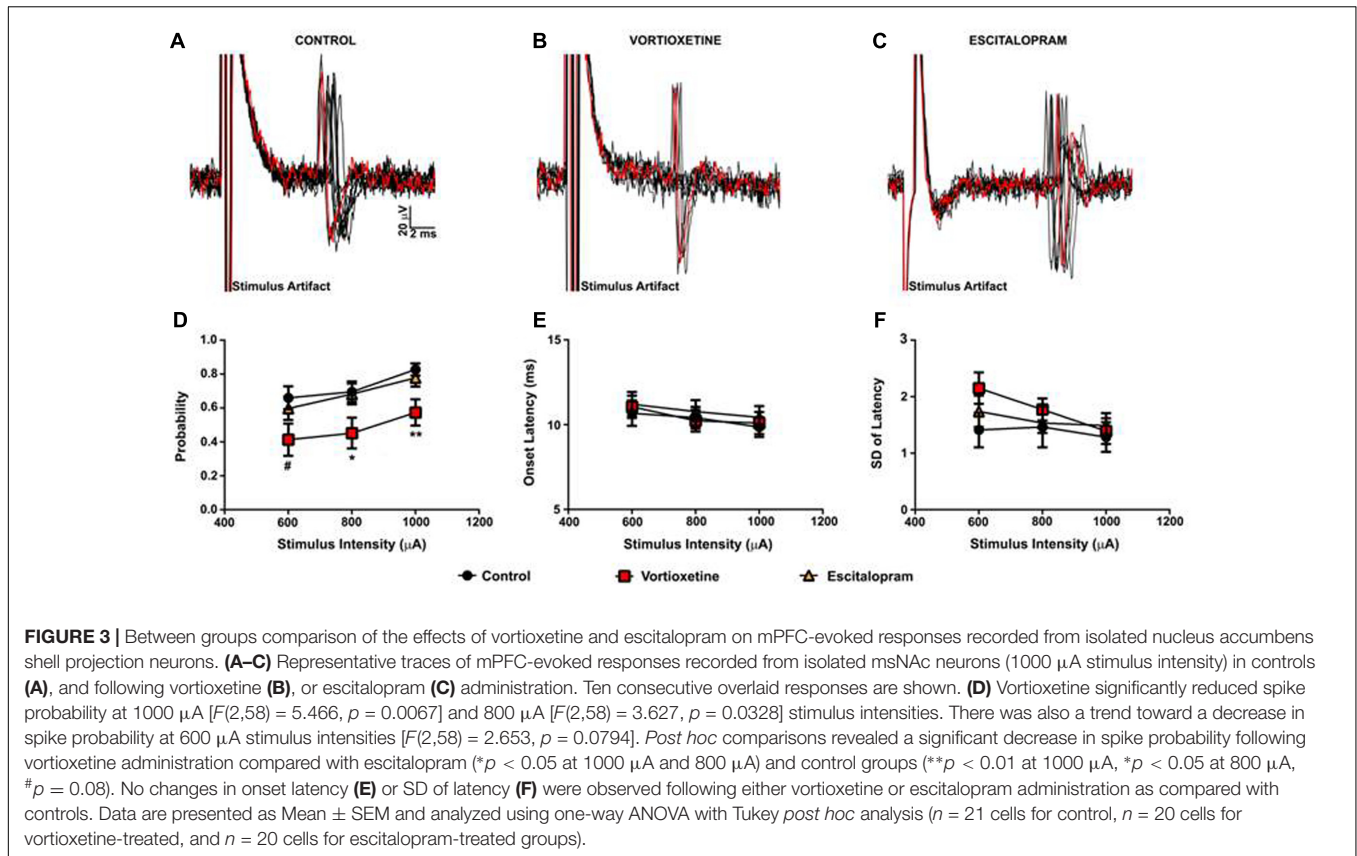 A CONTROL B VORTIOXETINE C ESCITALOPRAM
20 µV
2 ms
Stimulus Artifact Stimulus Artifact Stimulus Artifact
D E F
Probability
1.0
0.8
0.6
0.4
0.2
0.0
# * **
400 600 800 1000 1200
Stimulus Intensity (µA)
Onset Latency (ms)
15
10
5
400 600 800 1000 1200
Stimulus Intensity (µA)
SD of Latency
3
2
1
0
400 600 800 1000 1200
Stimulus Intensity (µA)
Control Vortioxetine Escitalopram
FIGURE 3 | Between groups comparison of the effects of vortioxetine and escitalopram on mPFC-evoked responses recorded from isolated nucleus accumbens
shell projection neurons. (A–C) Representative traces of mPFC-evoked responses recorded from isolated msNAc neurons (1000 µA stimulus intensity) in controls
(A), and following vortioxetine (B), or escitalopram (C) administration. Ten consecutive overlaid responses are shown. (D) Vortioxetine significantly reduced spike
probability at 1000 µA [F(2,58) = 5.466, p = 0.0067] and 800 µA [F(2,58) = 3.627, p = 0.0328] stimulus intensities. There was also a trend toward a decrease in
spike probability at 600 µA stimulus intensities [F(2,58) = 2.653, p = 0.0794]. Post hoc comparisons revealed a significant decrease in spike probability following
vortioxetine administration compared with escitalopram (*p < 0.05 at 1000 µA and 800 µA) and control groups (**p < 0.01 at 1000 µA, *p < 0.05 at 800 µA,
#p = 0.08). No changes in onset latency (E) or SD of latency (F) were observed following either vortioxetine or escitalopram administration as compared with
controls. Data are presented as Mean ± SEM and analyzed using one-way ANOVA with Tukey post hoc analysis (n = 21 cells for control, n = 20 cells for
vortioxetine-treated, and n = 20 cells for escitalopram-treated groups).